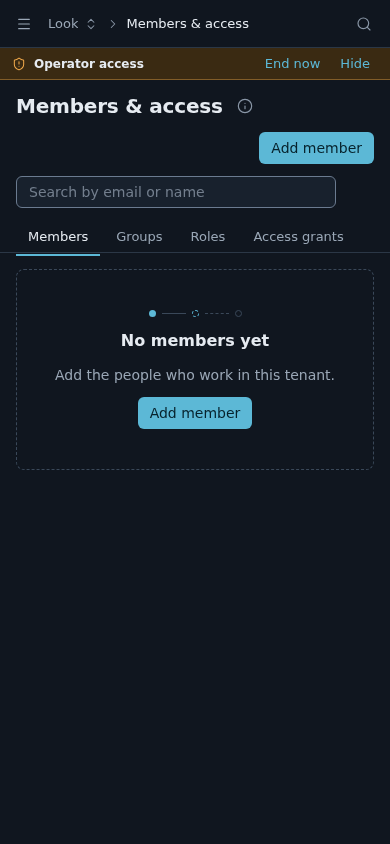 Look
Members & access
Operator access
End now
Hide
Members & access
Add member
Search by email or name
Members
Groups
Roles
Access grants
No members yet
Add the people who work in this tenant.
Add member